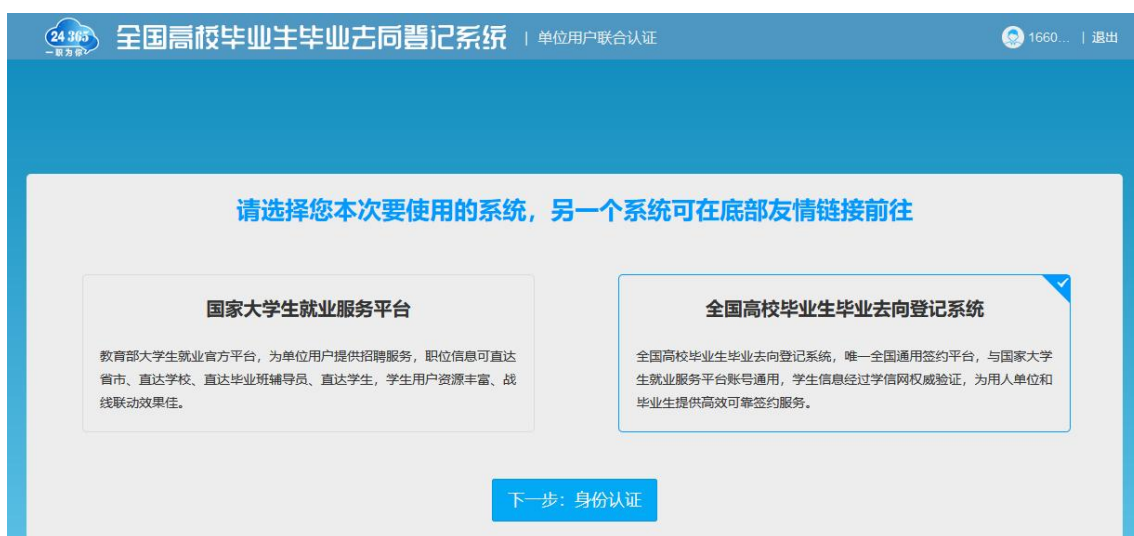 24365
一职为你
全国高校毕业生毕业去向登记系统 | 单位用户联合认证
1660... | 退出
请选择您本次要使用的系统，另一个系统可在底部友情链接前往
国家大学生就业服务平台
教育部大学生就业官方平台，为单位用户提供招聘服务，职位信息可直达
省市、直达学校、直达毕业班辅导员、直达学生，学生用户资源丰富、战
线联动效果佳。
全国高校毕业生毕业去向登记系统
全国高校毕业生毕业去向登记系统，唯一全国通用签约平台，与国家大学
生就业服务平台账号通用，学生信息经过学信网权威验证，为用人单位和
毕业生提供高效可靠签约服务。
下一步：身份认证